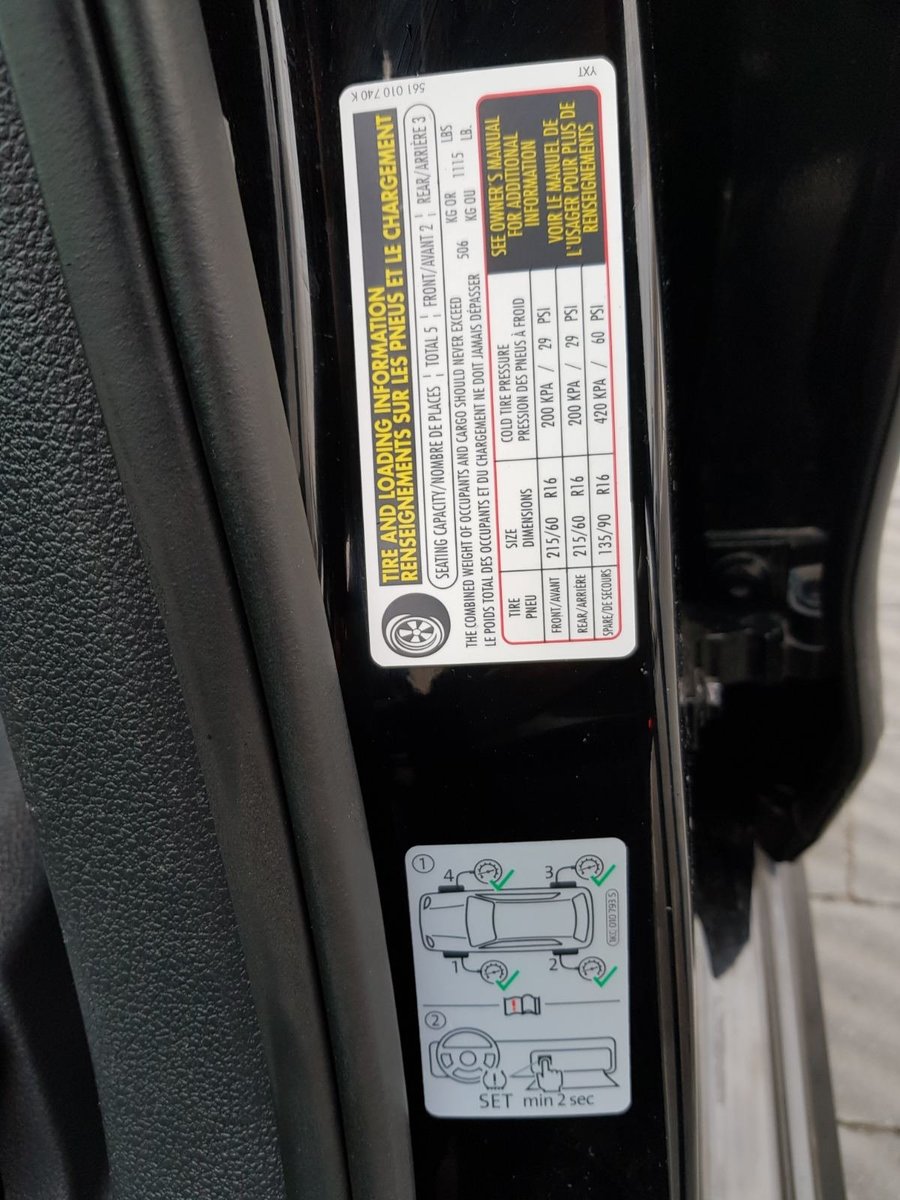 561 010 740 K
YXT
TIRE AND LOADING INFORMATION
RENSEIGNEMENTS SUR LES PNEUS ET LE CHARGEMENT
SEATING CAPACITY/NOMBRE DE PLACES ¦ TOTAL 5 ¦ FRONT/AVANT 2 ¦ REAR/ARRIÈRE 3
THE COMBINED WEIGHT OF OCCUPANTS AND CARGO SHOULD NEVER EXCEED 506 KG OR 1115 LBS
LE POIDS TOTAL DES OCCUPANTS ET DU CHARGEMENT NE DOIT JAMAIS DÉPASSER KG OU LB.
TIRE SIZE COLD TIRE PRESSURE
PNEU DIMENSIONS PRESSION DES PNEUS À FROID
FRONT/AVANT 215/60 R16 200 KPA / 29 PSI
REAR/ARRIÈRE 215/60 R16 200 KPA / 29 PSI
SPARE/DE SECOURS 135/90 R16 420 KPA / 60 PSI
SEE OWNER'S MANUAL
FOR ADDITIONAL
INFORMATION
VOIR LE MANUEL DE
L'USAGER POUR PLUS DE
RENSEIGNEMENTS
1
4 3
1 2
1KC 010 793 S
2
SET min 2 sec